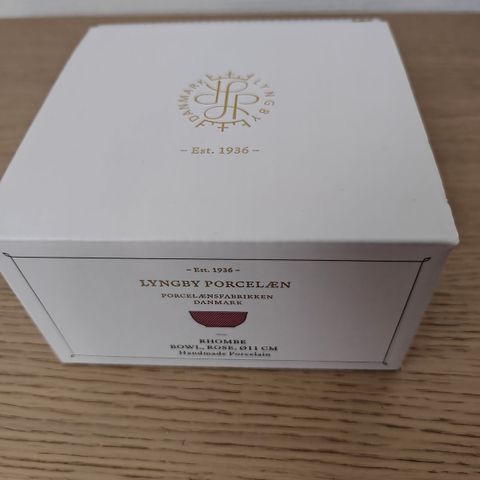 DANMARK LYNGBY
– Est. 1936 –
– Est. 1936 –
LYNGBY PORCELÆN
PORCELÆNSFABRIKKEN
DANMARK
RHOMBE
BOWL, ROSE, Ø11 CM
Handmade Porcelain